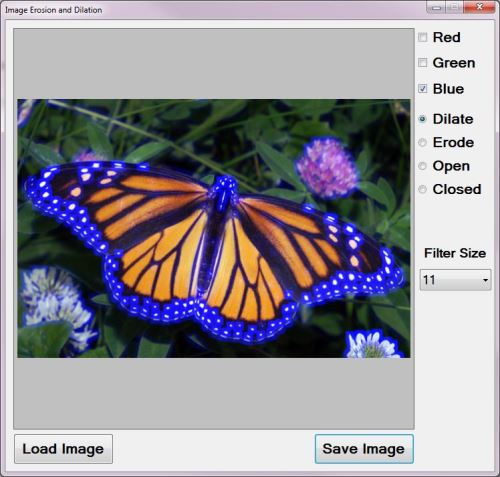 Image Erosion and Dilation
Red
Green
Blue
Dilate
Erode
Open
Closed
Filter Size
11
Load Image
Save Image